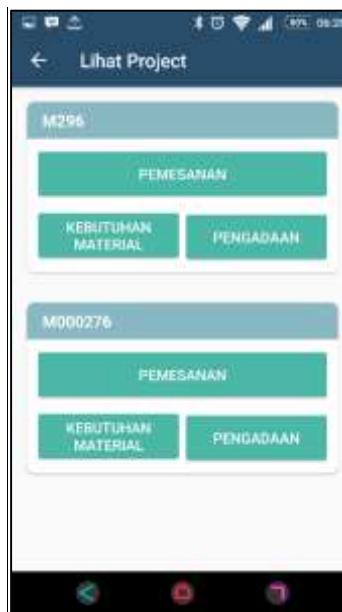 Lihat Project
M296
PEMESANAN
KEBUTUHAN
MATERIAL
PENGADAAN
M000276
PEMESANAN
KEBUTUHAN
MATERIAL
PENGADAAN